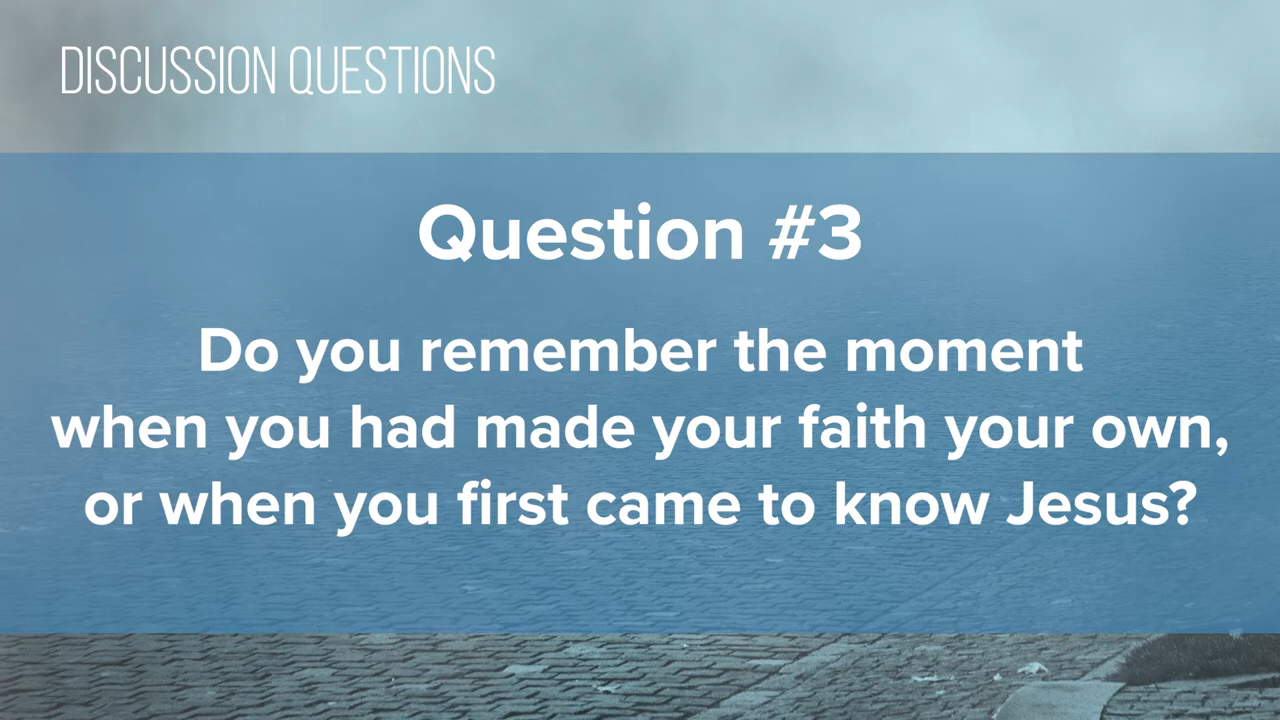 DISCUSSION QUESTIONS
Question #3
Do you remember the moment
when you had made your faith your own,
or when you first came to know Jesus?